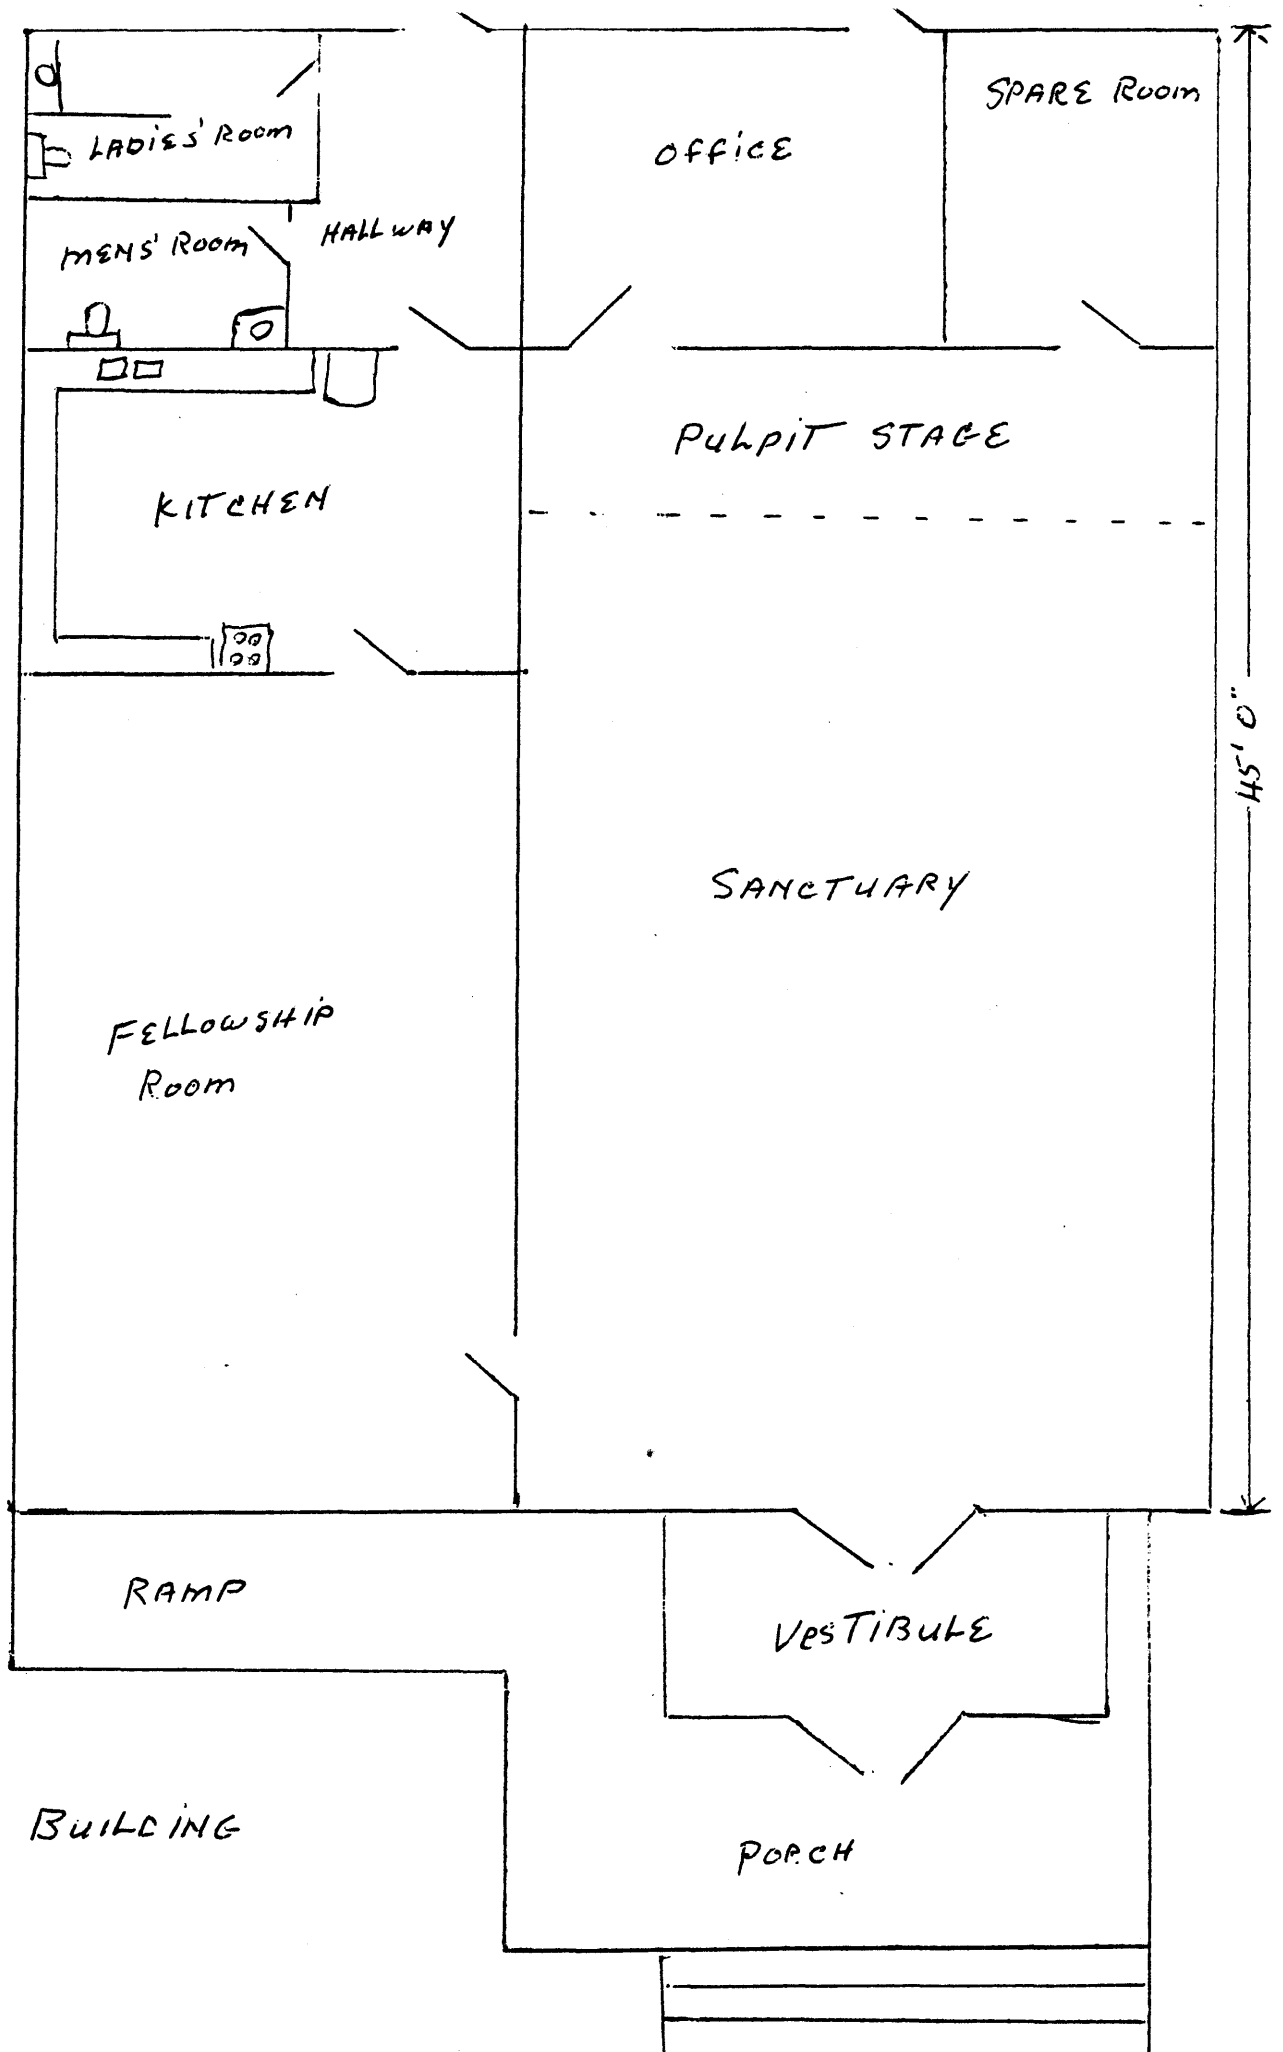 SPARE ROOM
OFFICE
LADIES' ROOM
HALLWAY
MENS' ROOM
PULPIT STAGE
KITCHEN
45' 0"
SANCTUARY
FELLOWSHIP
ROOM
RAMP
VESTIBULE
BUILDING
PORCH